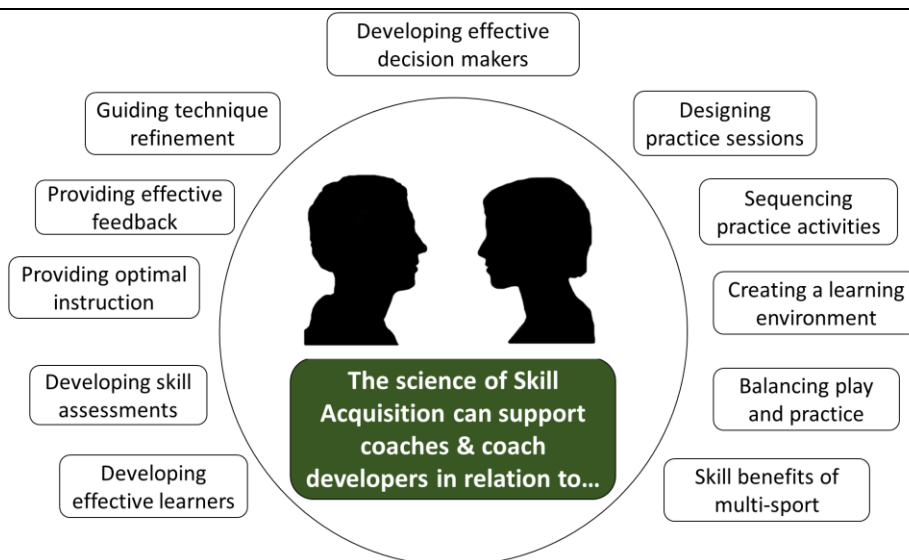 Developing effective
decision makers
Guiding technique
refinement
Designing
practice sessions
Providing effective
feedback
Sequencing
practice activities
Providing optimal
instruction
Creating a learning
environment
Developing skill
assessments
Balancing play
and practice
Developing
effective learners
Skill benefits of
multi-sport
The science of Skill
Acquisition can support
coaches & coach
developers in relation to...